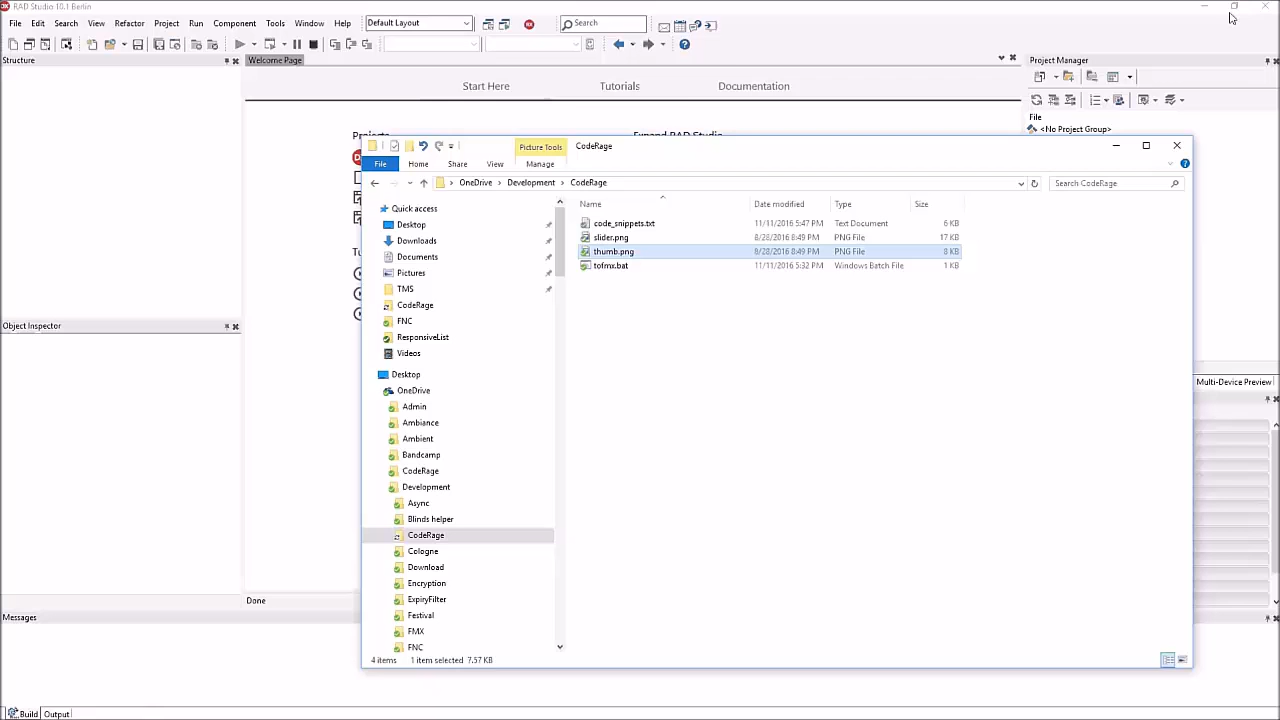 RAD Studio 10.1 Berlin
File Edit Search View Refactor Project Run Component Tools Window Help Default Layout Search
Structure
Welcome Page
Project Manager
Start Here Tutorials Documentation
File
Projects
Expand RAD Studio
<No Project Group>
Picture Tools CodeRage
File Home Share View Manage
OneDrive Development CodeRage Search CodeRage
Name Date modified Type Size
code_snippets.txt 11/11/2016 5:47 PM Text Document 6 KB
slider.png 8/28/2016 8:49 PM PNG File 17 KB
thumb.png 8/28/2016 8:49 PM PNG File 8 KB
tofmx.bat 11/11/2016 5:32 PM Windows Batch File 1 KB
Quick access
Desktop
Downloads
Documents
Pictures
TMS
CodeRage
FNC
ResponsiveList
Videos
Desktop
OneDrive
Admin
Ambiance
Ambient
Bandcamp
CodeRage
Development
Async
Blinds helper
CodeRage
Cologne
Download
Encryption
ExpiryFilter
Festival
FMX
FNC
4 items 1 item selected 7.57 KB
Object Inspector
Multi-Device Preview
Done
Messages
Build Output